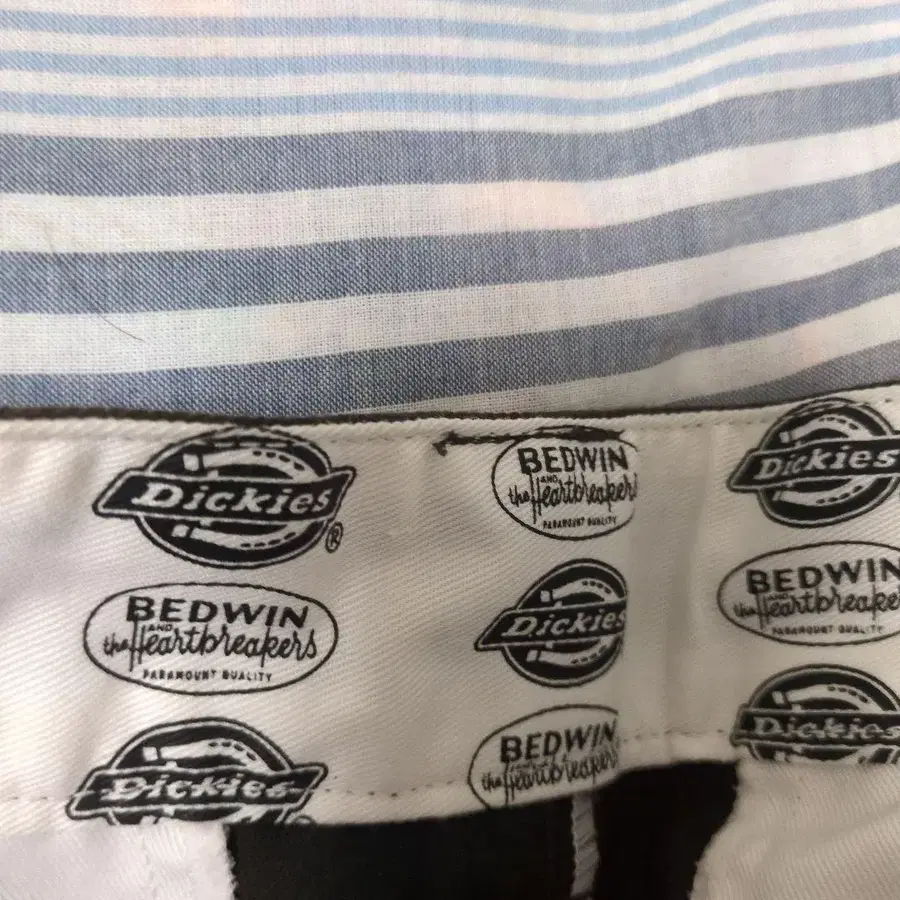 Dickies
®
BEDWIN
AND
the Heartbreakers
PARAMOUNT QUALITY
Dickies
BEDWIN
AND
the Heartbreakers
PARAMOUNT QUALITY
Dickies
Dickies
BEDWIN
the Heartbreakers
Dickies
BEDWIN
AND
the Heartbreake
PARAMOUNT QUALITY
Dickies